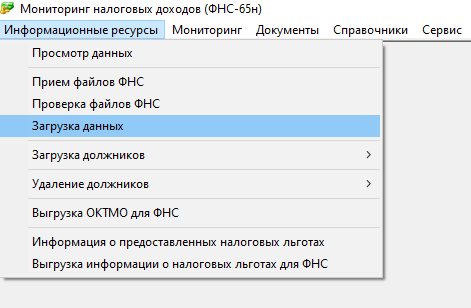 Мониторинг налоговых доходов (ФНС-65н)
Информационные ресурсы Мониторинг Документы Справочники Сервис
Просмотр данных
Прием файлов ФНС
Проверка файлов ФНС
Загрузка данных
Загрузка должников
Удаление должников
Выгрузка ОКТМО для ФНС
Информация о предоставленных налоговых льготах
Выгрузка информации о налоговых льготах для ФНС